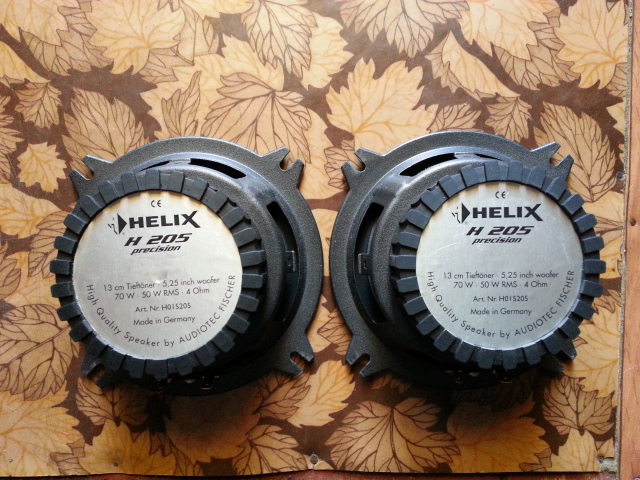 CE
HELIX
H 205
precision
13 cm Tieftöner · 5,25 inch woofer
70 W · 50 W RMS · 4 Ohm
Art. Nr. H015205
Made in Germany
High Quality Speaker by AUDIOTEC FISCHER
CE
HELIX
H 205
precision
13 cm Tieftöner · 5,25 inch woofer
70 W · 50 W RMS · 4 Ohm
Art. Nr. H015205
Made in Germany
High Quality Speaker by AUDIOTEC FISCHER